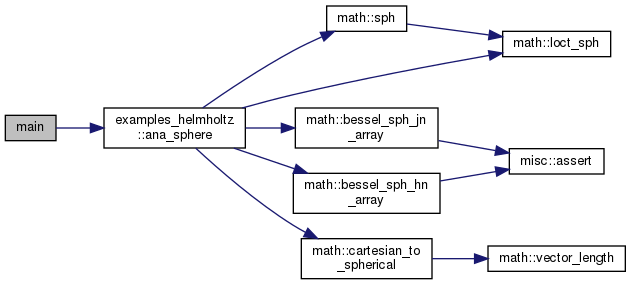 main
examples_helmholtz
::ana_sphere
math::sph
math::loct_sph
math::bessel_sph_jn
_array
math::bessel_sph_hn
_array
misc::assert
math::cartesian_to
_spherical
math::vector_length